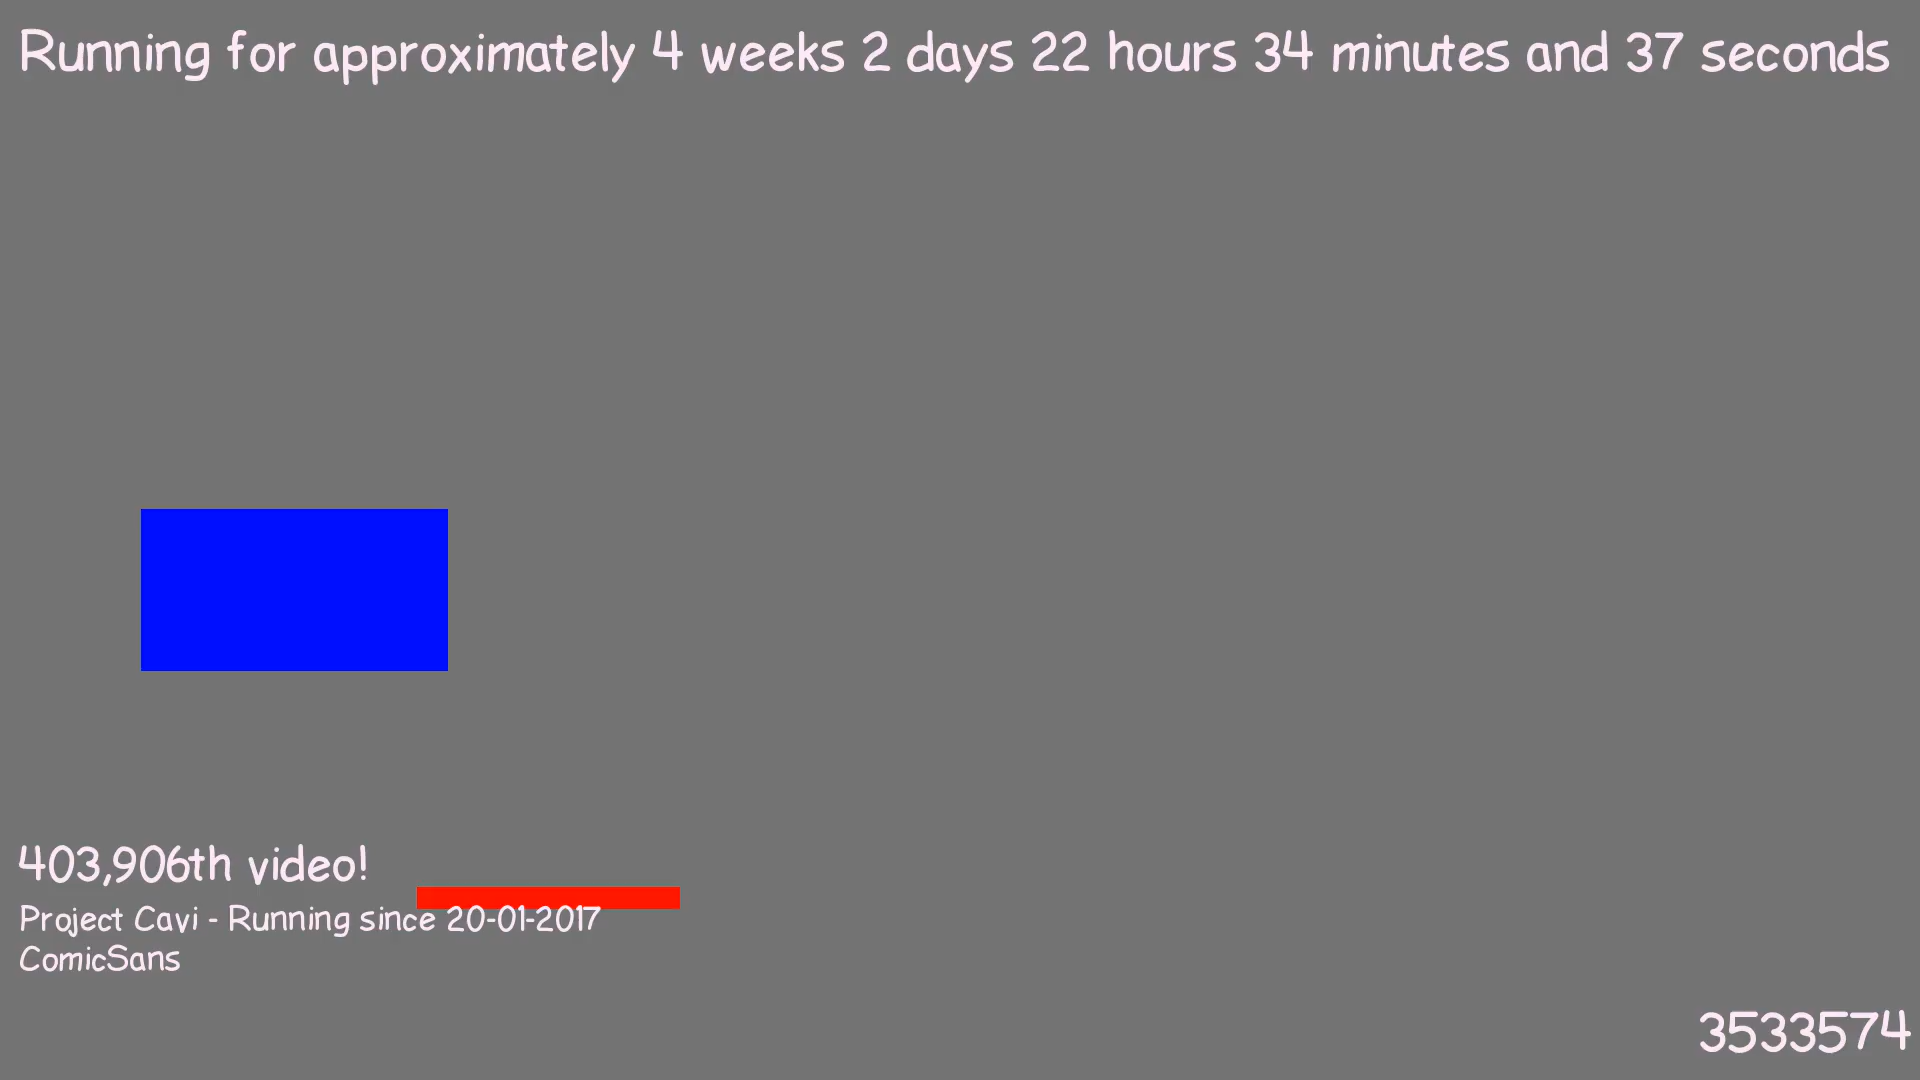 Running for approximately 4 weeks 2 days 22 hours 34 minutes and 37 seconds
403,906th video!
Project Cavi - Running since 20-01-2017
ComicSans
3533574